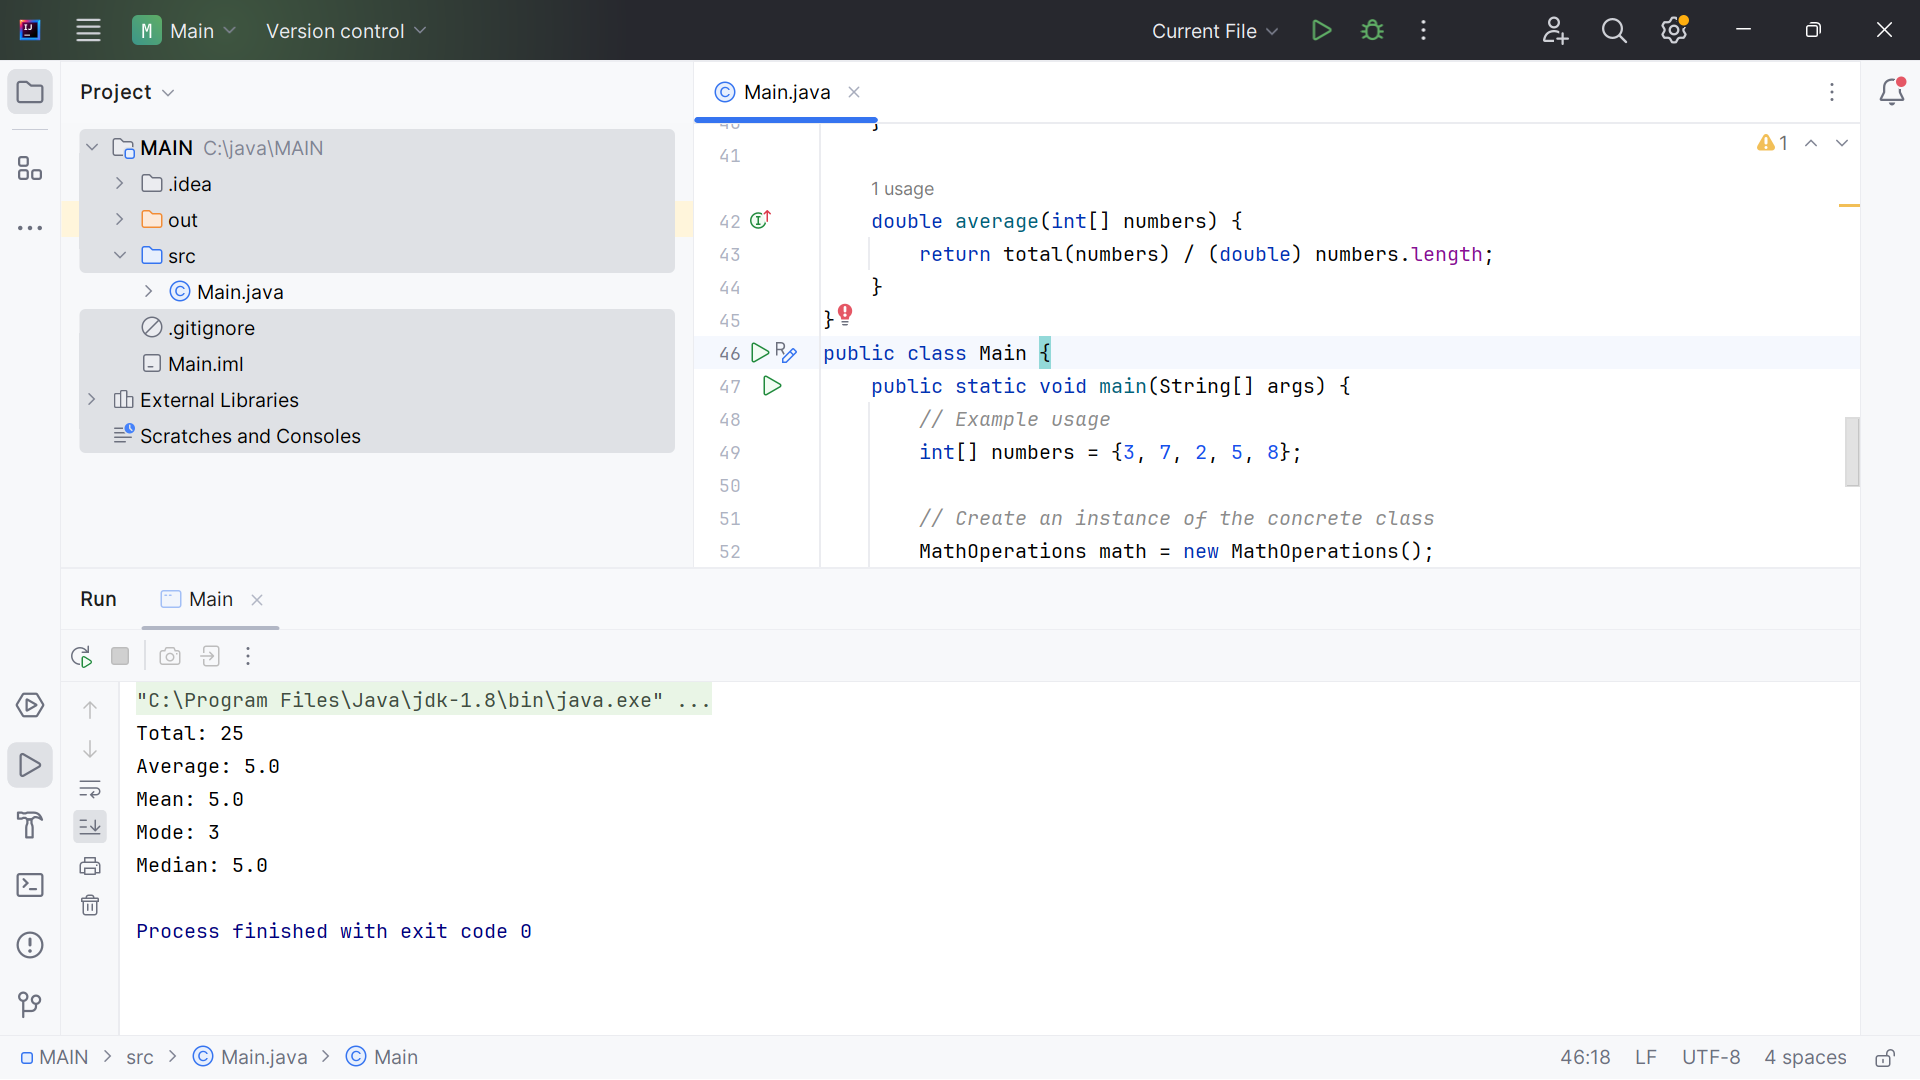 M Main Version control Current File
Project
Main.java
MAIN C:\java\MAIN
.idea
out
src
Main.java
.gitignore
Main.iml
External Libraries
Scratches and Consoles
1
40 }
41
1 usage
42 double average(int[] numbers) {
43 return total(numbers) / (double) numbers.length;
44 }
45 }
46 public class Main {
47 public static void main(String[] args) {
48 // Example usage
49 int[] numbers = {3, 7, 2, 5, 8};
50
51 // Create an instance of the concrete class
52 MathOperations math = new MathOperations();
Run Main
"C:\Program Files\Java\jdk-1.8\bin\java.exe" ...
Total: 25
Average: 5.0
Mean: 5.0
Mode: 3
Median: 5.0
Process finished with exit code 0
MAIN > src > Main.java > Main 46:18 LF UTF-8 4 spaces